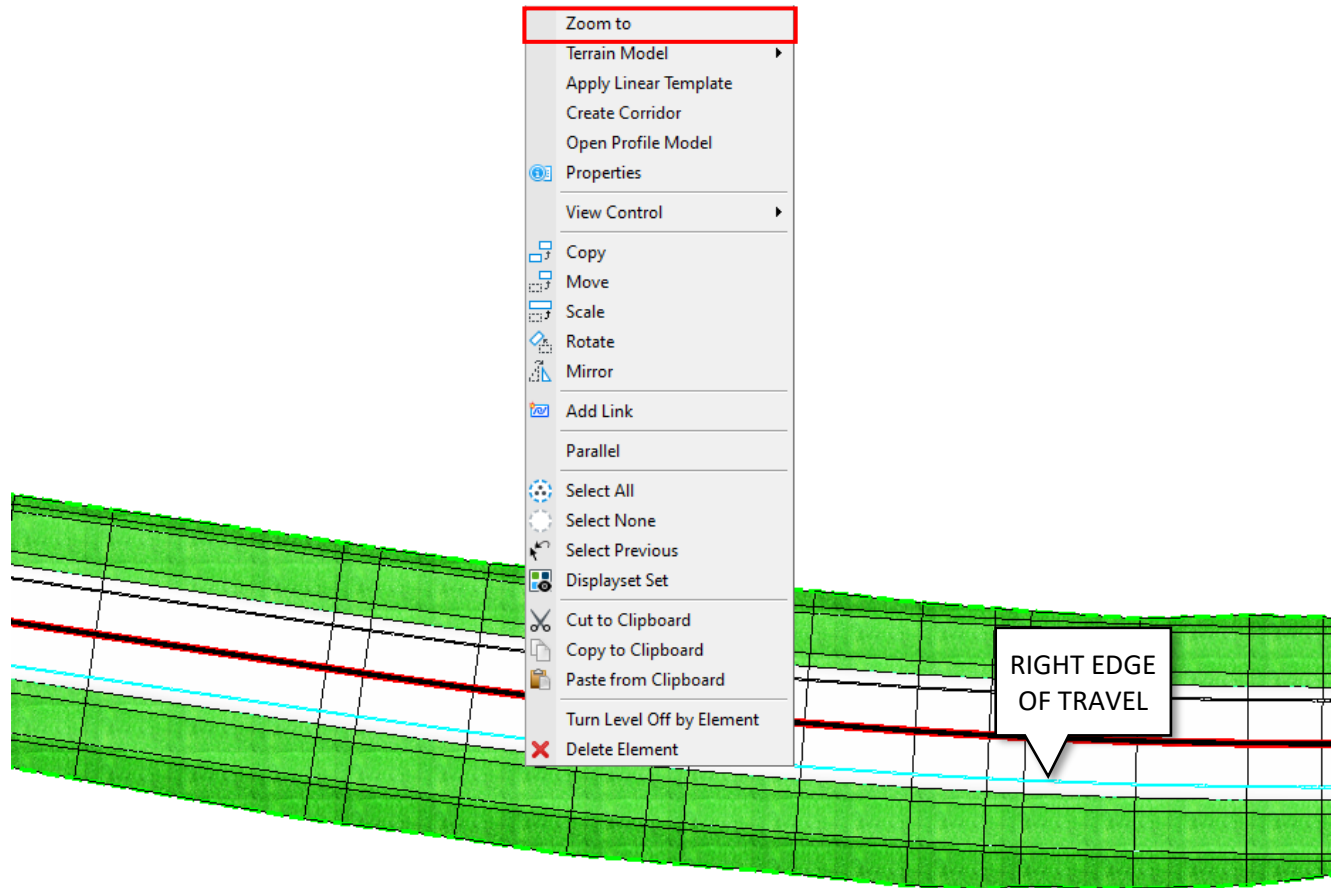 Zoom to
Terrain Model
Apply Linear Template
Create Corridor
Open Profile Model
Properties
View Control
Copy
Move
Scale
Rotate
Mirror
Add Link
Parallel
Select All
Select None
Select Previous
Displayset Set
Cut to Clipboard
Copy to Clipboard
Paste from Clipboard
Turn Level Off by Element
Delete Element
RIGHT EDGE
OF TRAVEL